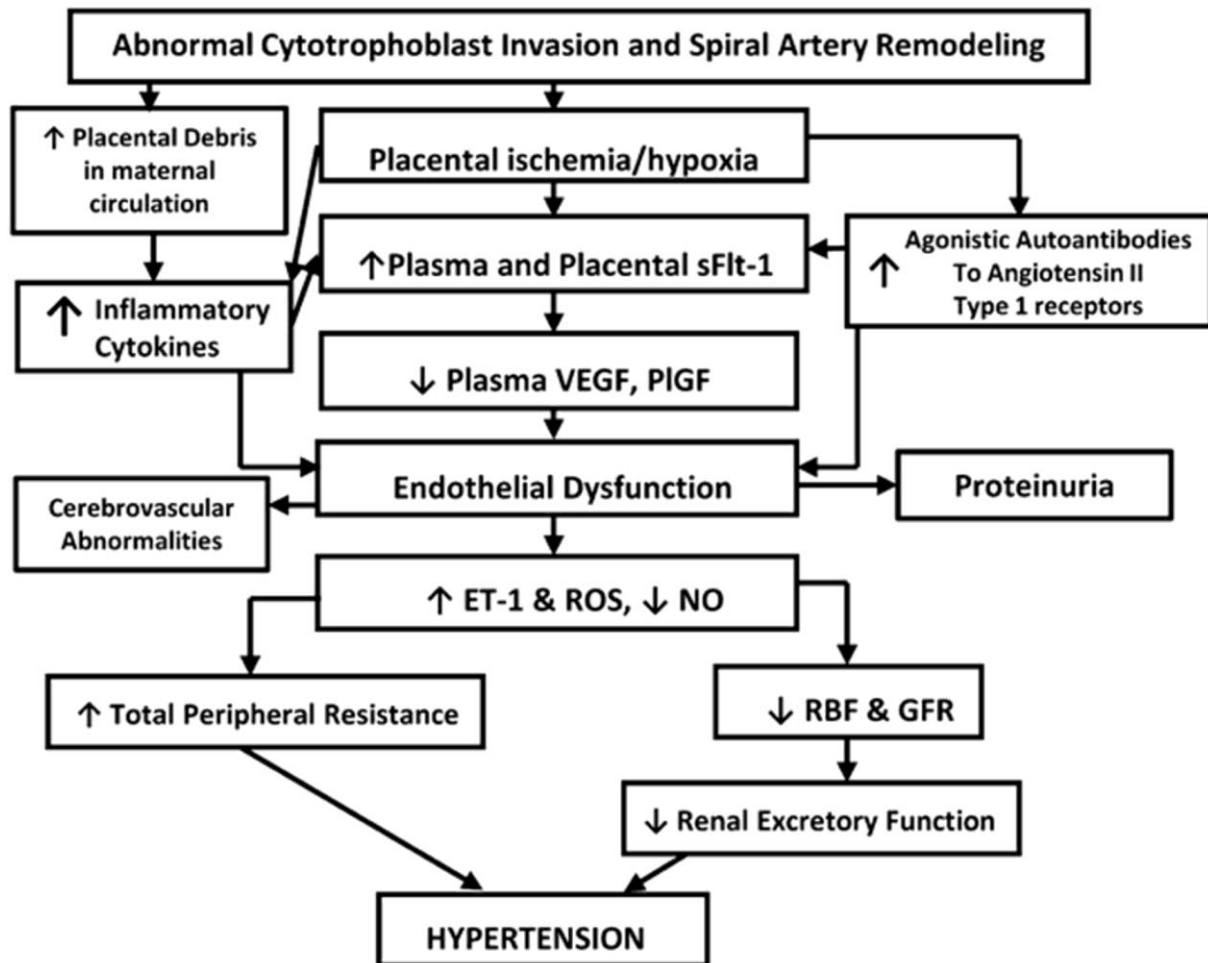 Abnormal Cytotrophoblast Invasion and Spiral Artery Remodeling
↑ Placental Debris
in maternal
circulation
Placental ischemia/hypoxia
↑Plasma and Placental sFlt-1
↑ Agonistic Autoantibodies
To Angiotensin II
Type 1 receptors
↑ Inflammatory
Cytokines
↓ Plasma VEGF, PlGF
Endothelial Dysfunction
Proteinuria
Cerebrovascular
Abnormalities
↑ ET-1 & ROS, ↓ NO
↑ Total Peripheral Resistance
↓ RBF & GFR
↓ Renal Excretory Function
HYPERTENSION